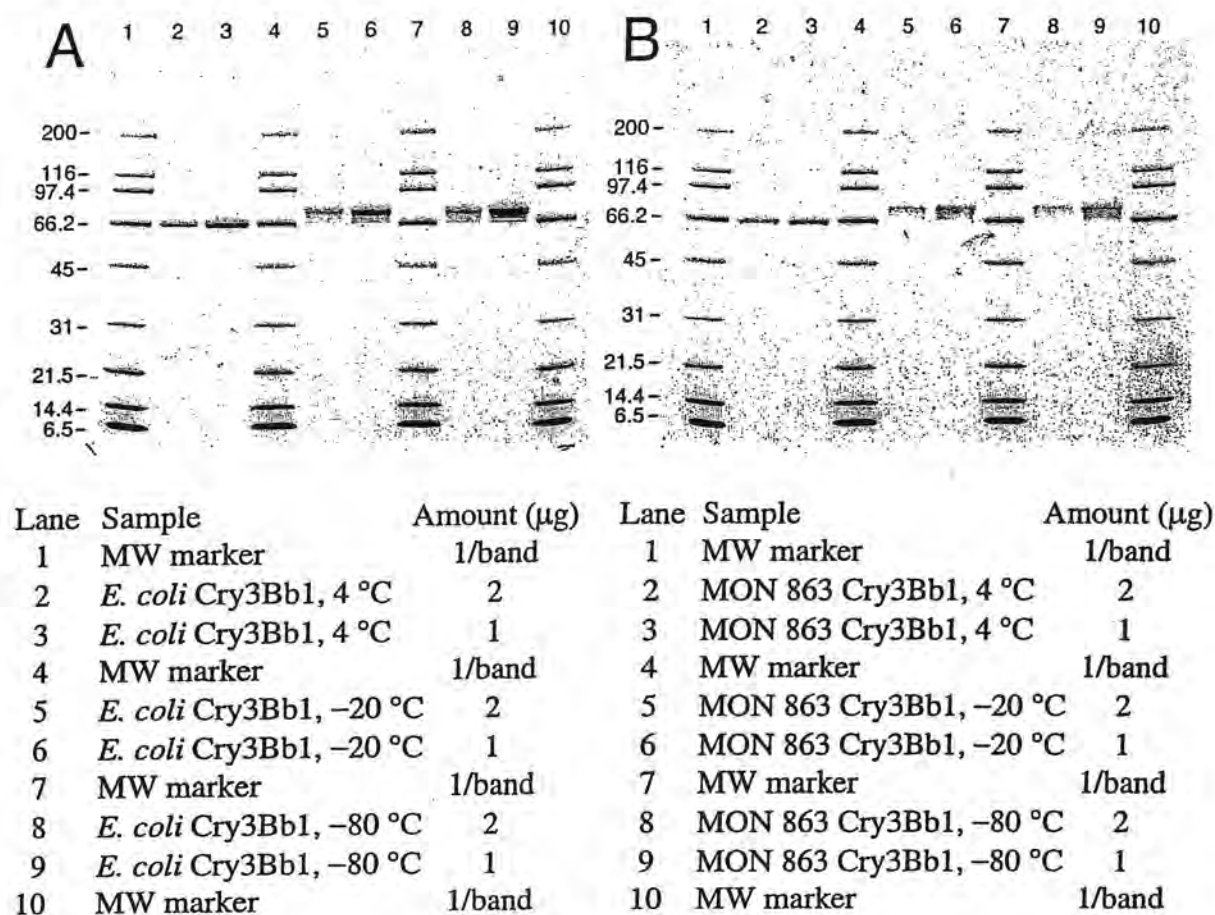 A 1 2 3 4 5 6 7 8 9 10
200-
116-
97.4-
66.2-
45-
31-
21.5-
14.4-
6.5-
B 1 2 3 4 5 6 7 8 9 10
200-
116-
97.4-
66.2-
45-
31-
21.5-
14.4-
6.5-
Lane Sample Amount (µg)
1 MW marker 1/band
2 E. coli Cry3Bb1, 4 °C 2
3 E. coli Cry3Bb1, 4 °C 1
4 MW marker 1/band
5 E. coli Cry3Bb1, –20 °C 2
6 E. coli Cry3Bb1, –20 °C 1
7 MW marker 1/band
8 E. coli Cry3Bb1, –80 °C 2
9 E. coli Cry3Bb1, –80 °C 1
10 MW marker 1/band
Lane Sample Amount (µg)
1 MW marker 1/band
2 MON 863 Cry3Bb1, 4 °C 2
3 MON 863 Cry3Bb1, 4 °C 1
4 MW marker 1/band
5 MON 863 Cry3Bb1, –20 °C 2
6 MON 863 Cry3Bb1, –20 °C 1
7 MW marker 1/band
8 MON 863 Cry3Bb1, –80 °C 2
9 MON 863 Cry3Bb1, –80 °C 1
10 MW marker 1/band